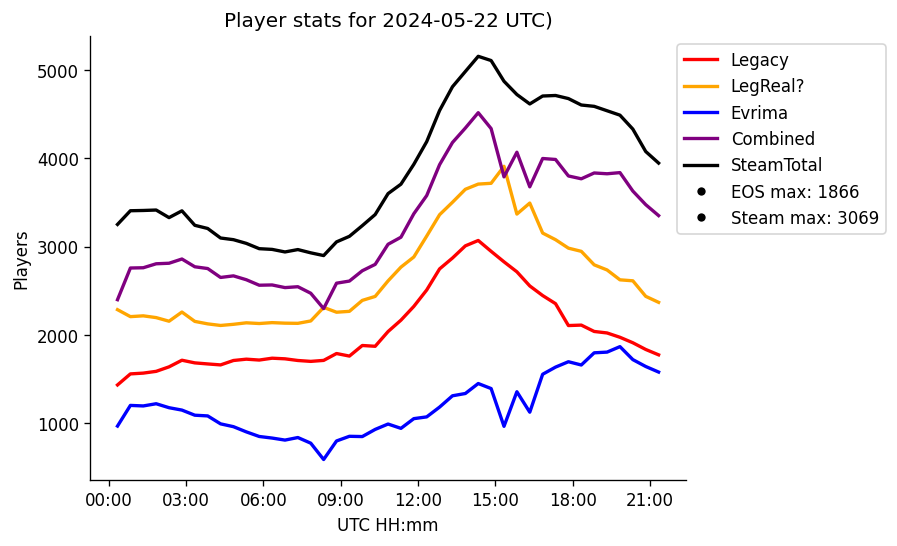 Player stats for 2024-05-22 UTC)
Players
5000
4000
3000
2000
1000
00:00 03:00 06:00 09:00 12:00 15:00 18:00 21:00
UTC HH:mm
Legacy
LegReal?
Evrima
Combined
SteamTotal
EOS max: 1866
Steam max: 3069